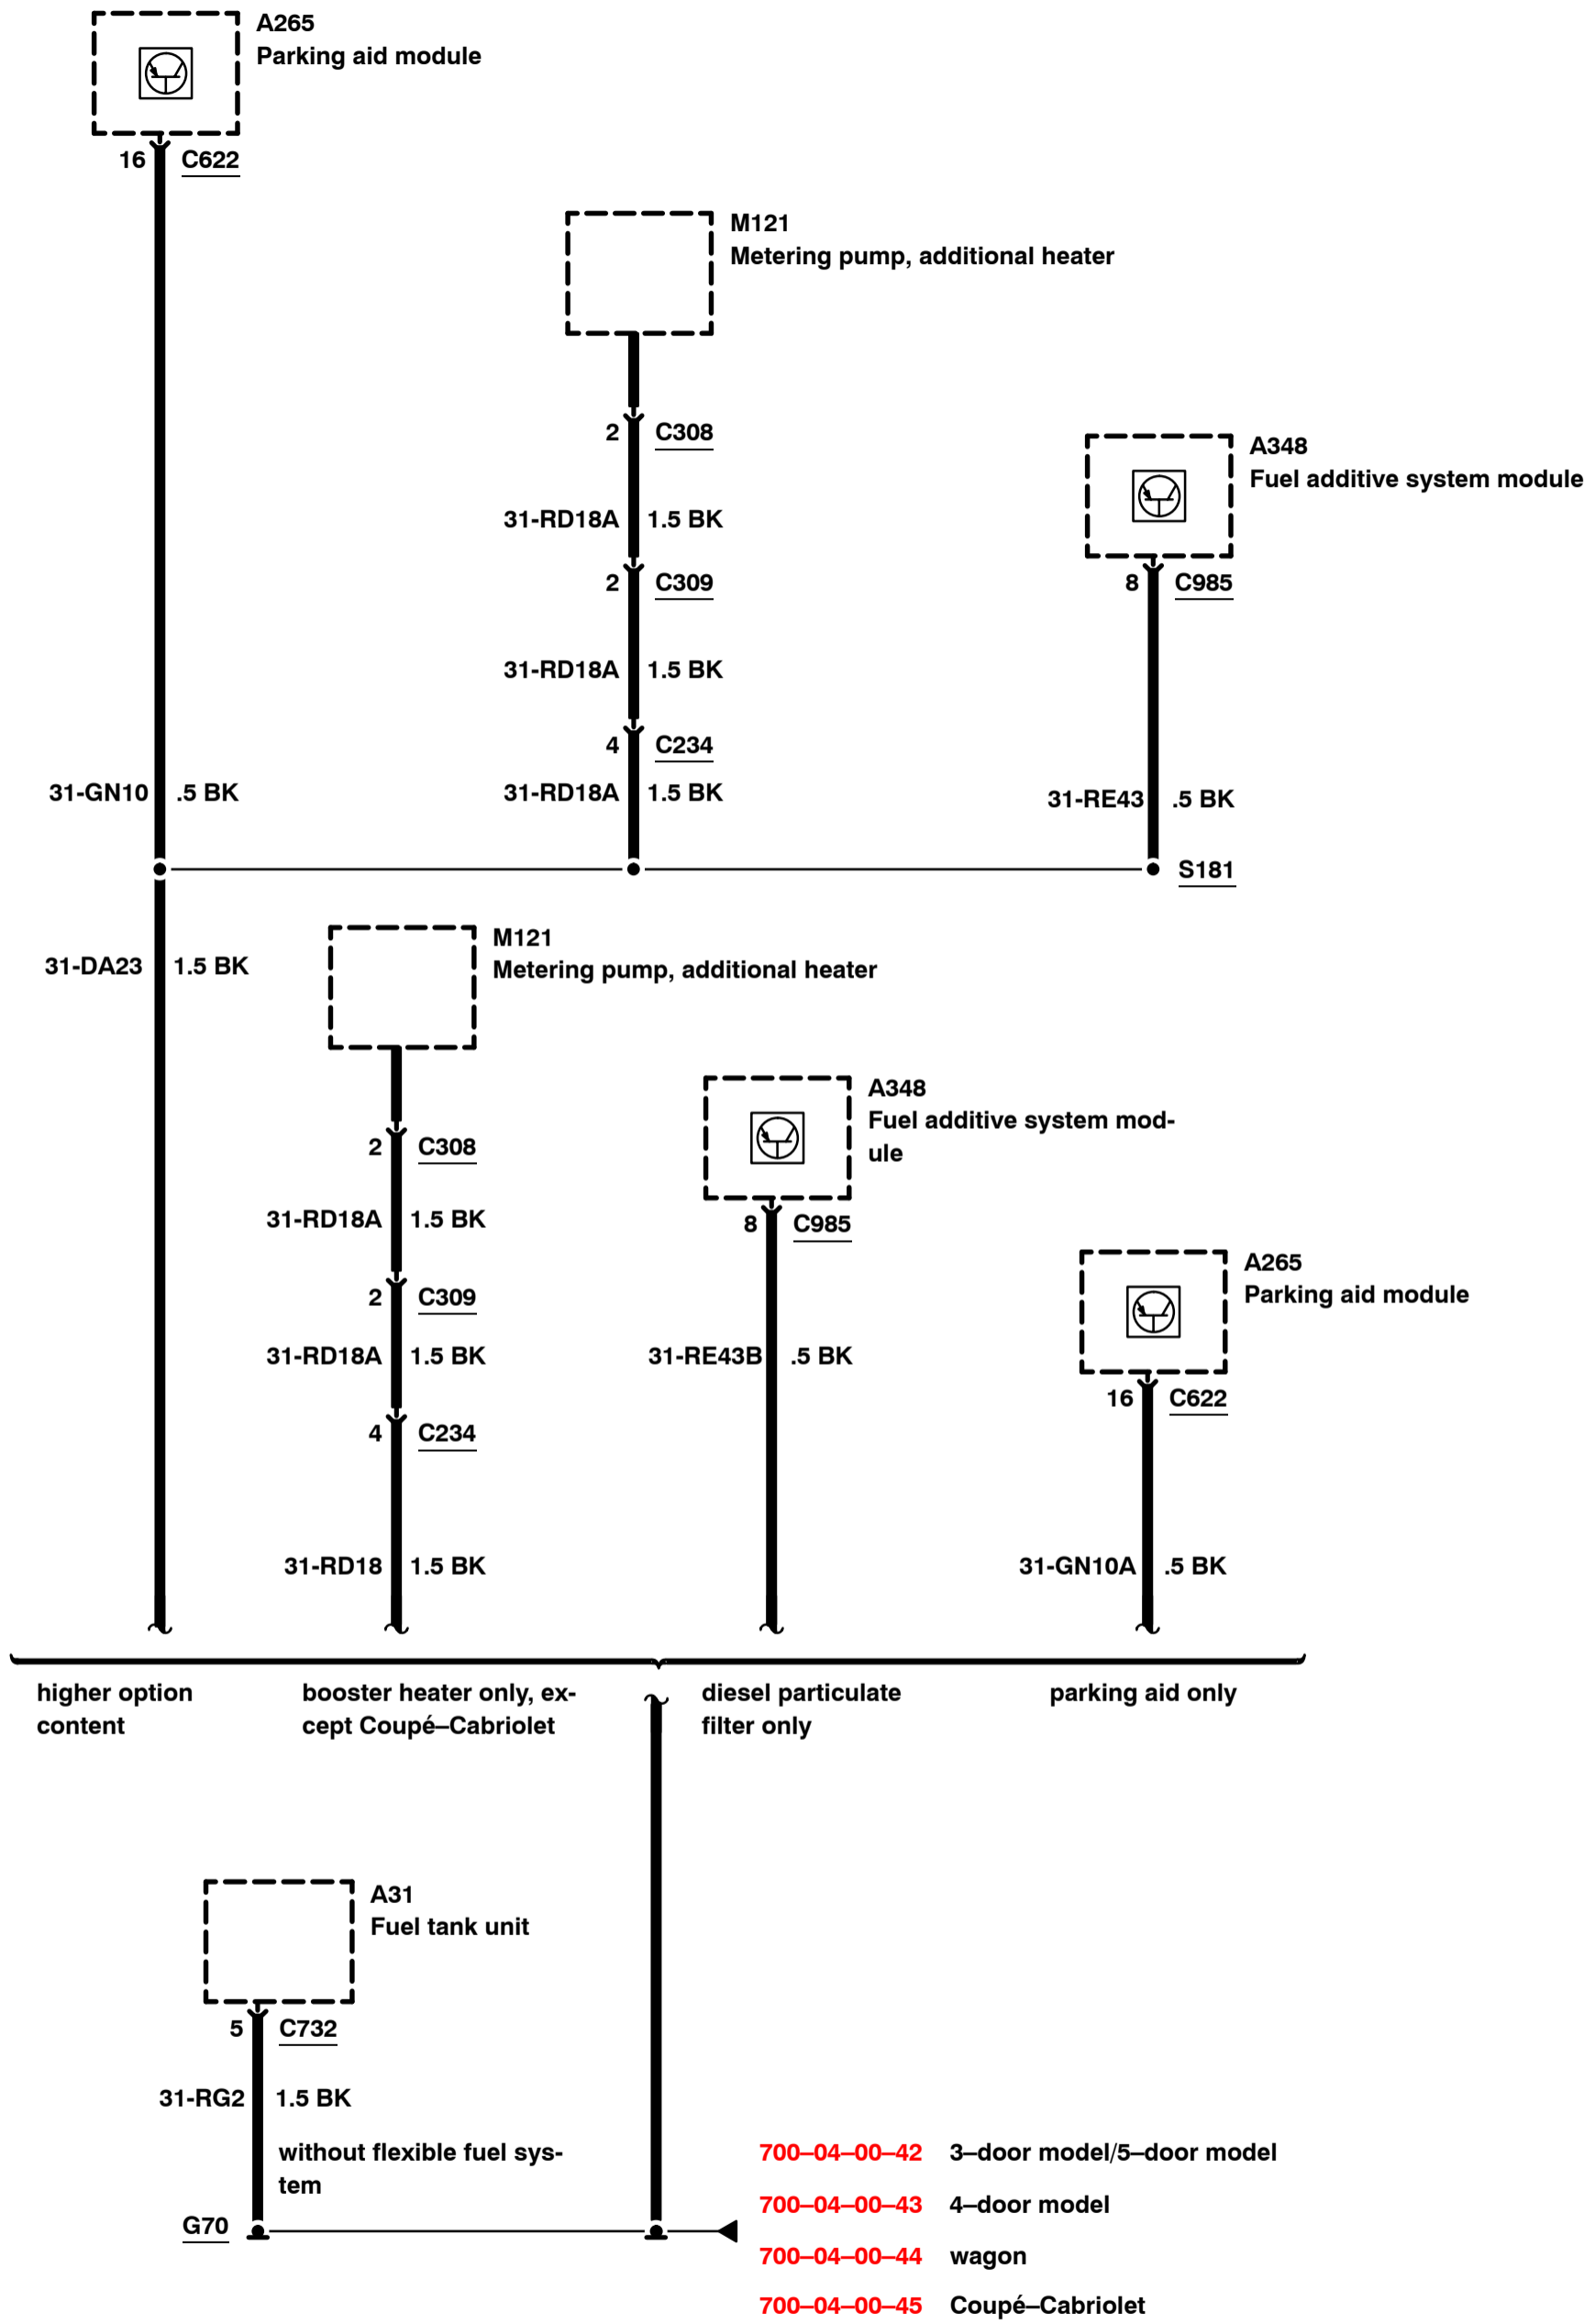 A265
Parking aid module
16 C622
M121
Metering pump, additional heater
2 C308
A348
Fuel additive system module
31-RD18A 1.5 BK
2 C309
8 C985
31-RD18A 1.5 BK
4 C234
31-GN10 .5 BK
31-RD18A 1.5 BK
31-RE43 .5 BK
S181
31-DA23 1.5 BK
M121
Metering pump, additional heater
A348
Fuel additive system mod-
ule
2 C308
31-RD18A 1.5 BK
8 C985
A265
Parking aid module
2 C309
31-RD18A 1.5 BK
31-RE43B .5 BK
16 C622
4 C234
31-RD18 1.5 BK
31-GN10A .5 BK
higher option
content
booster heater only, ex-
cept Coupé–Cabriolet
diesel particulate
filter only
parking aid only
A31
Fuel tank unit
5 C732
31-RG2 1.5 BK
without flexible fuel sys-
tem
G70
700–04–00–42 3–door model/5–door model
700–04–00–43 4–door model
700–04–00–44 wagon
700–04–00–45 Coupé–Cabriolet